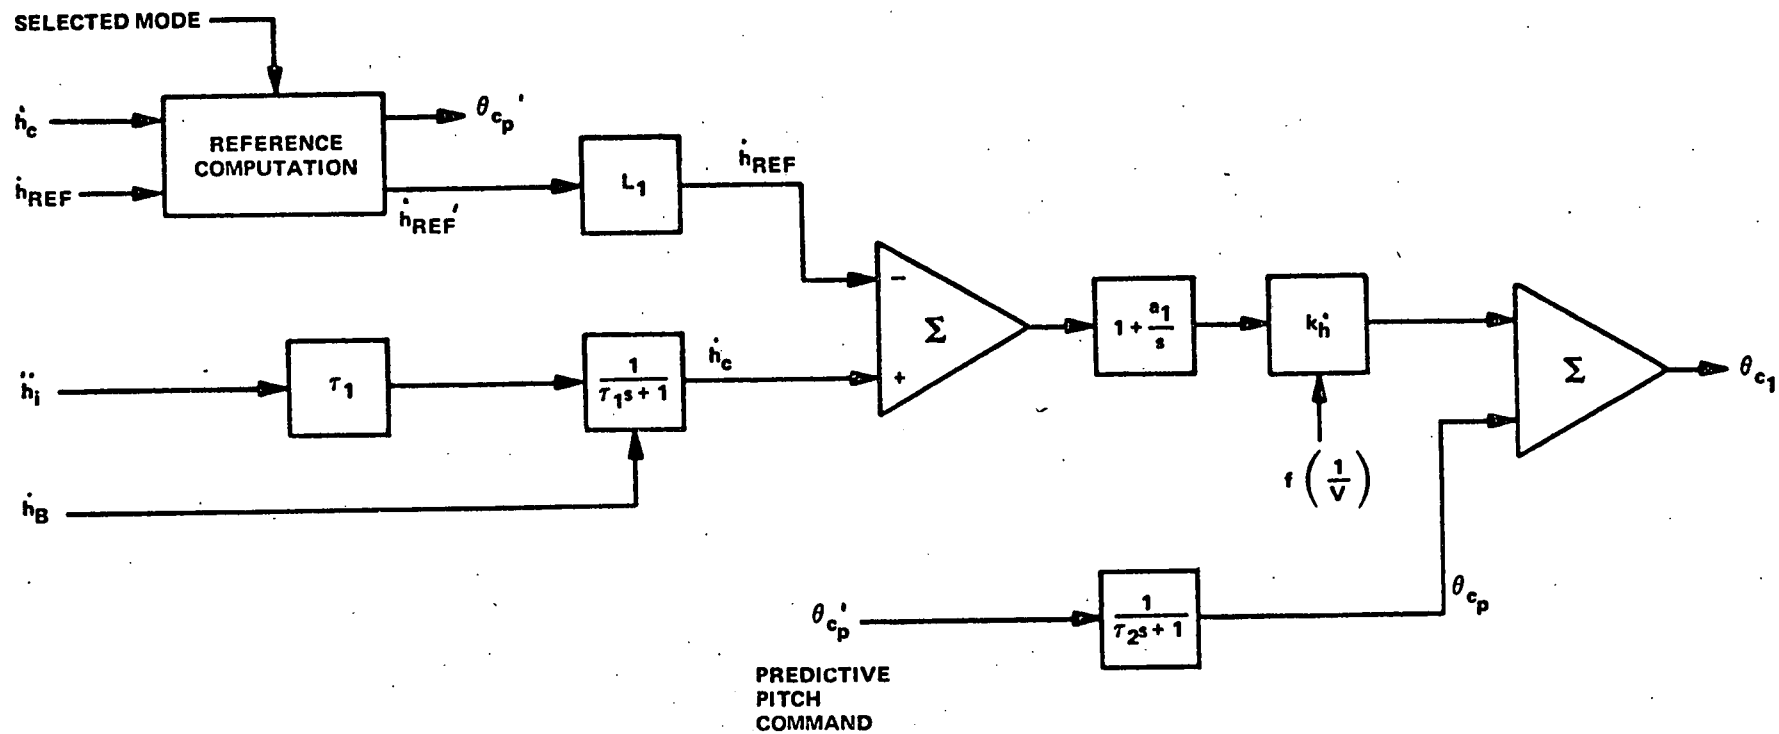 SELECTED MODE
ḣc
θcp'
REFERENCE
COMPUTATION
ḣREF
ḣREF'
L1
ḣREF
−
Σ
+
1 + a1/s
kḣ
Σ
θc1
ḧi
τ1
1/(τ1s + 1)
ḣc
f (1/V)
ḣB
θcp'
1/(τ2s + 1)
θcp
PREDICTIVE
PITCH
COMMAND